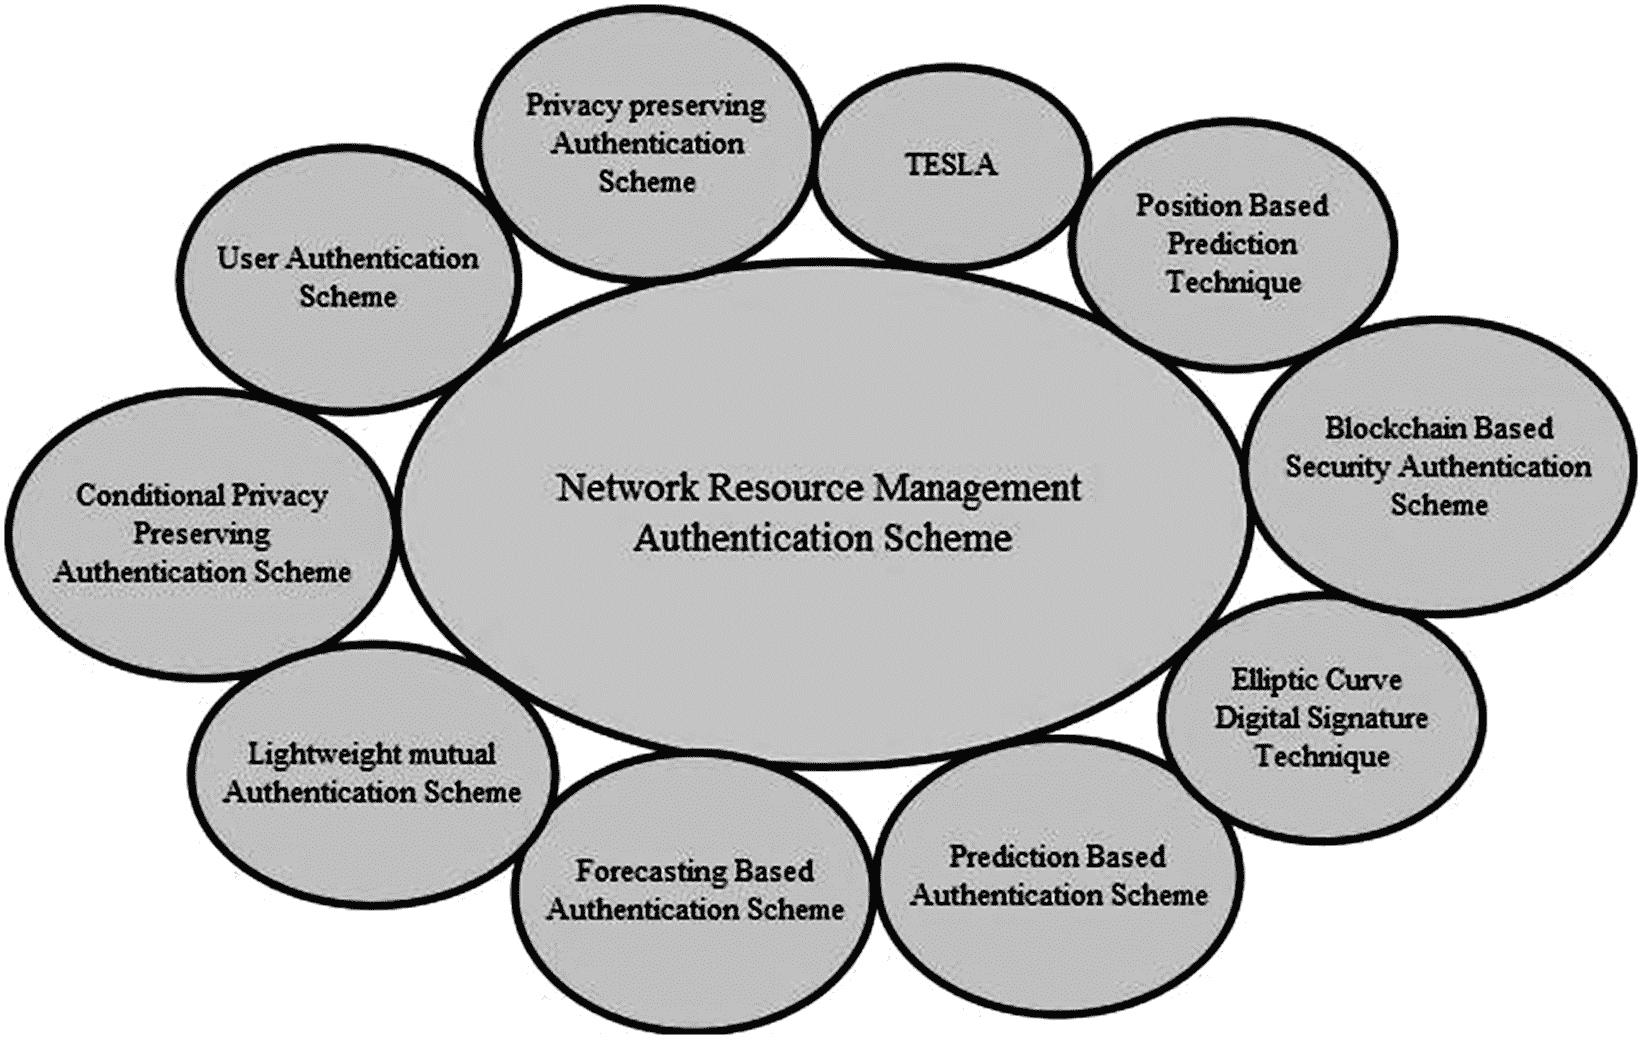 Privacy preserving
Authentication
Scheme
TESLA
Position Based
Prediction
Technique
User Authentication
Scheme
Blockchain Based
Security Authentication
Scheme
Network Resource Management
Authentication Scheme
Conditional Privacy
Preserving
Authentication Scheme
Elliptic Curve
Digital Signature
Technique
Lightweight mutual
Authentication Scheme
Forecasting Based
Authentication Scheme
Prediction Based
Authentication Scheme